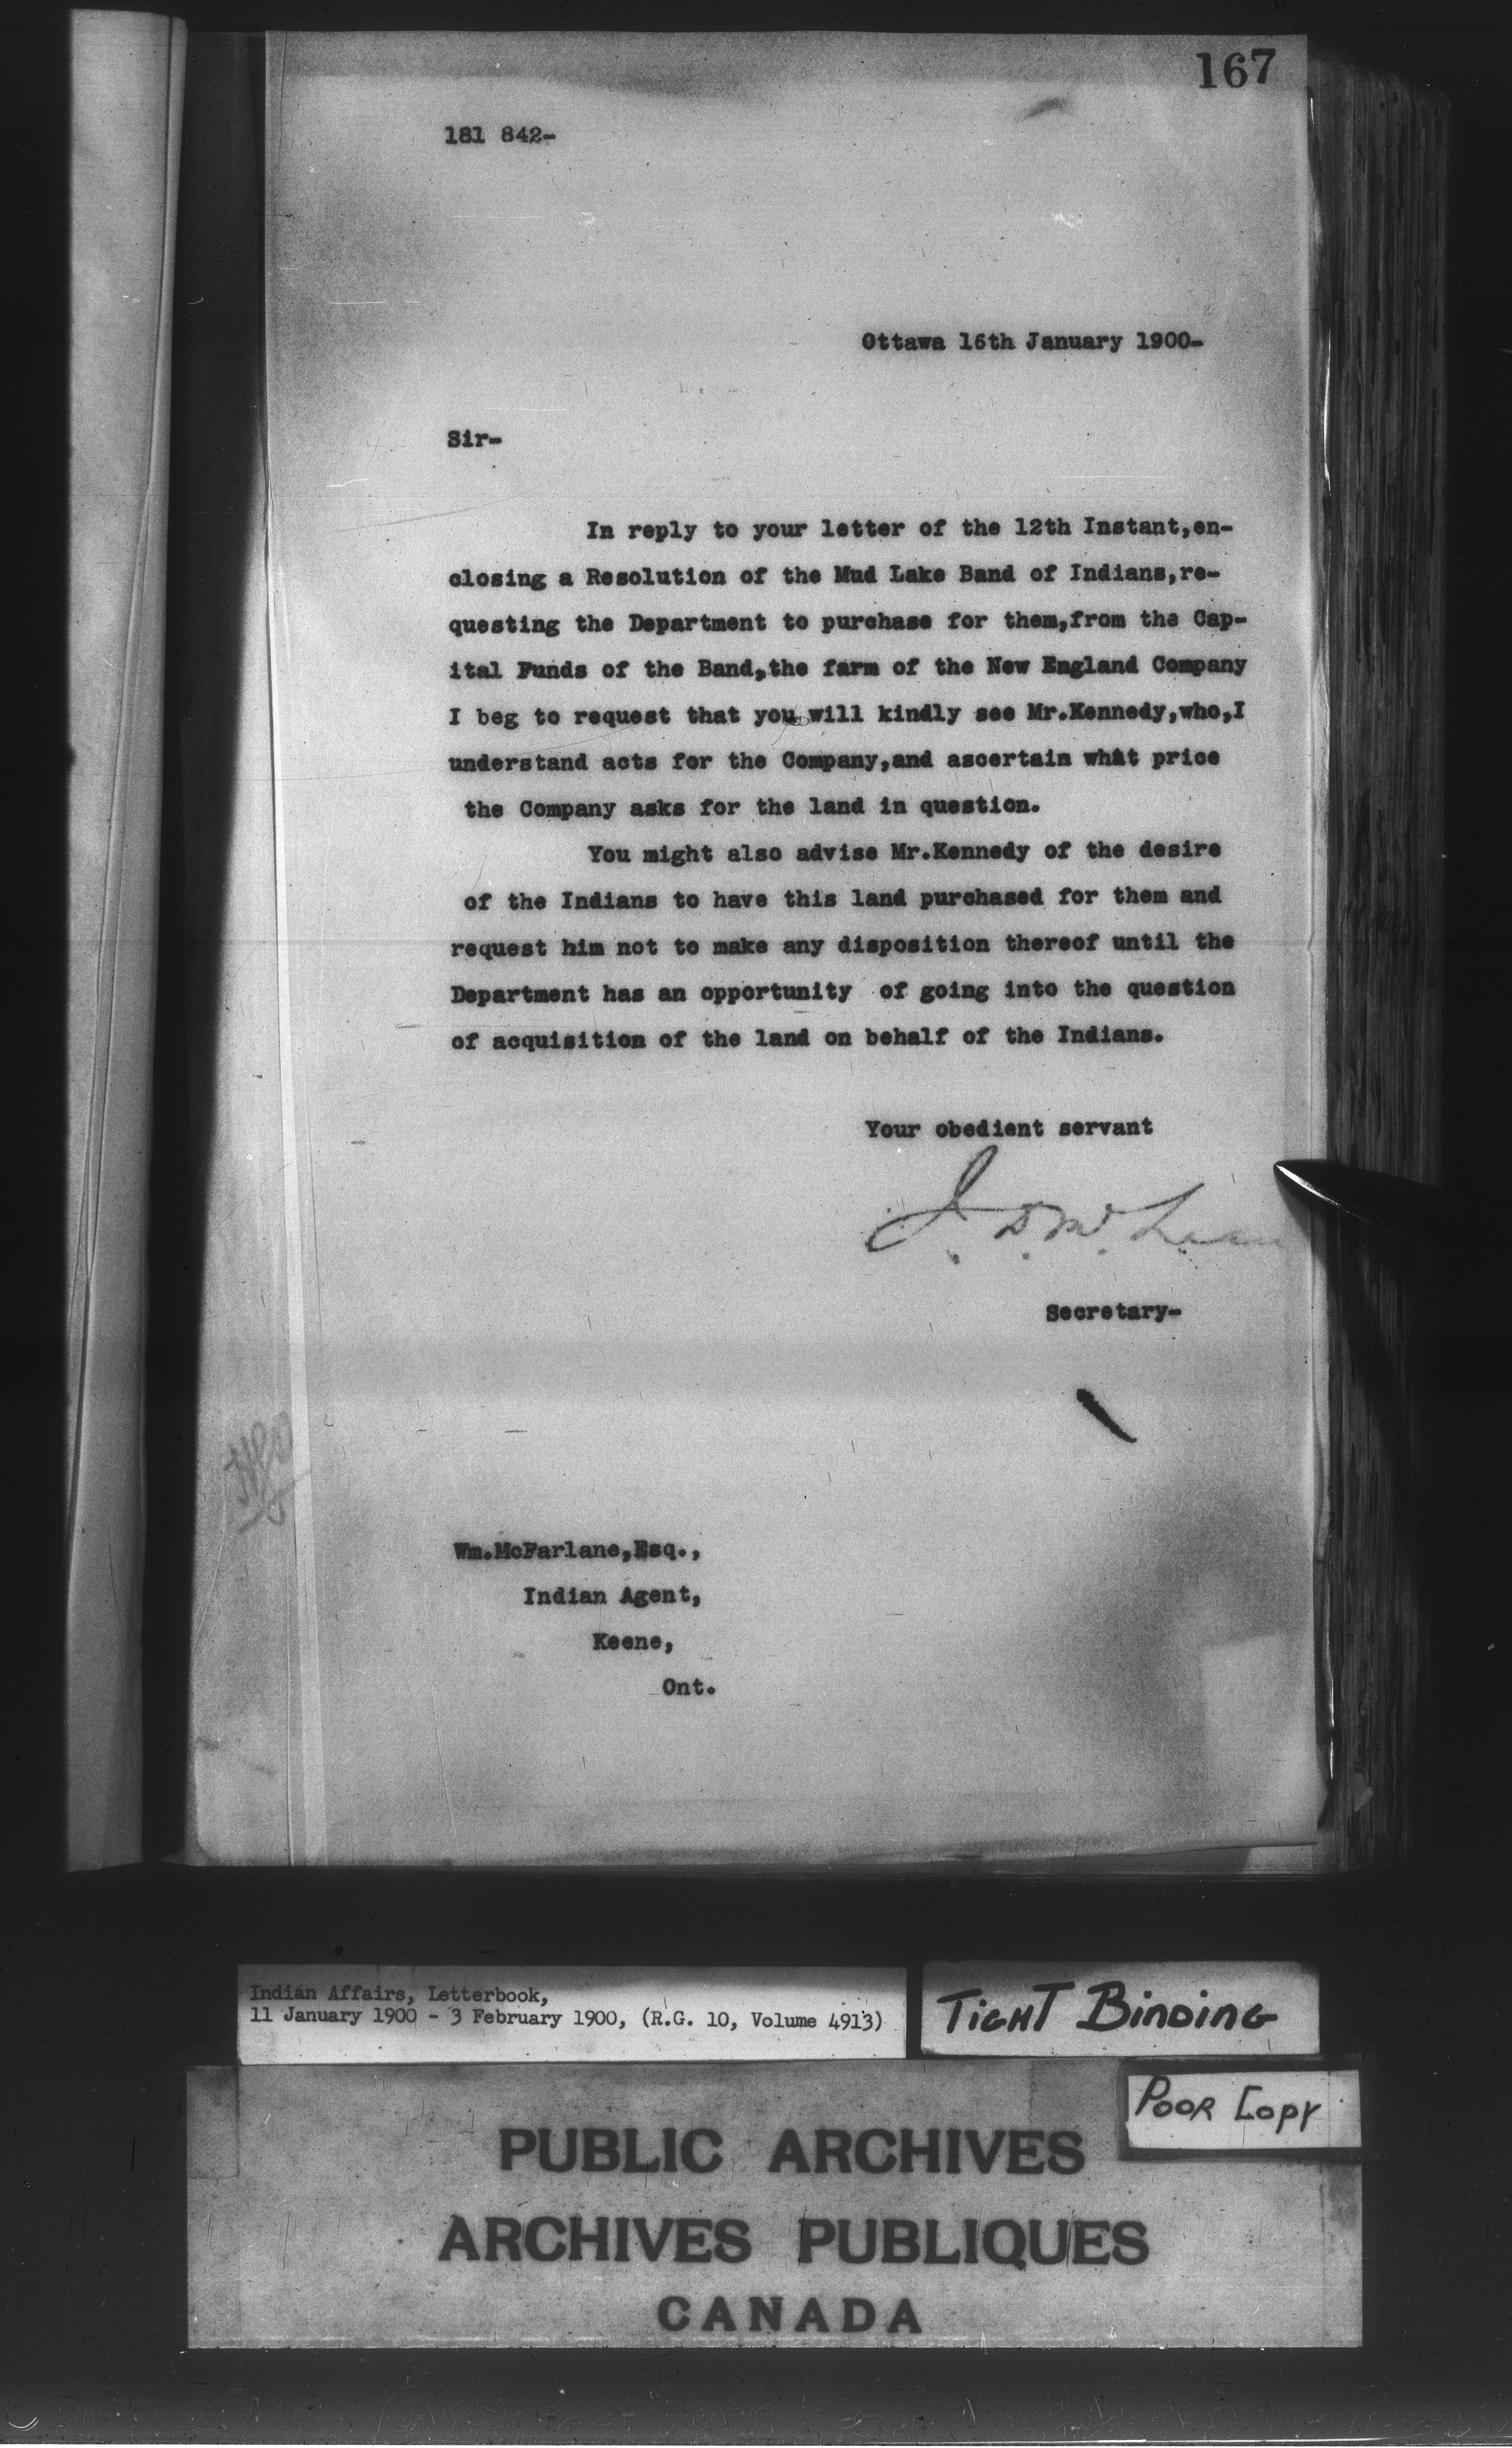 167
181 842-
Ottawa 16th January 1900-
Sir-
In reply to your letter of the 12th Instant,en-
closing a Resolution of the Mud Lake Band of Indians,re-
questing the Department to purchase for them,from the Cap-
ital Funds of the Band,the farm of the New England Company
I beg to request that you will kindly see Mr.Kennedy,who,I
understand acts for the Company,and ascertain what price
the Company asks for the land in question.
You might also advise Mr.Kennedy of the desire
of the Indians to have this land purchased for them and
request him not to make any disposition thereof until the
Department has an opportunity of going into the question
of acquisition of the land on behalf of the Indians.
Your obedient servant
J. D. McLean
Secretary-
Wm.McFarlane,Esq.,
Indian Agent,
Keene,
Ont.
Indian Affairs, Letterbook,
11 January 1900 - 3 February 1900, (R.G. 10, Volume 4913)
TIGHT BINDING
POOR COPY
PUBLIC ARCHIVES
ARCHIVES PUBLIQUES
CANADA